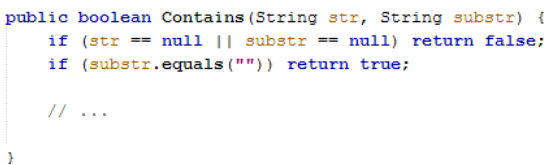 public boolean Contains(String str, String substr) {
    if (str == null || substr == null) return false;
    if (substr.equals("")) return true;
    // ...
}